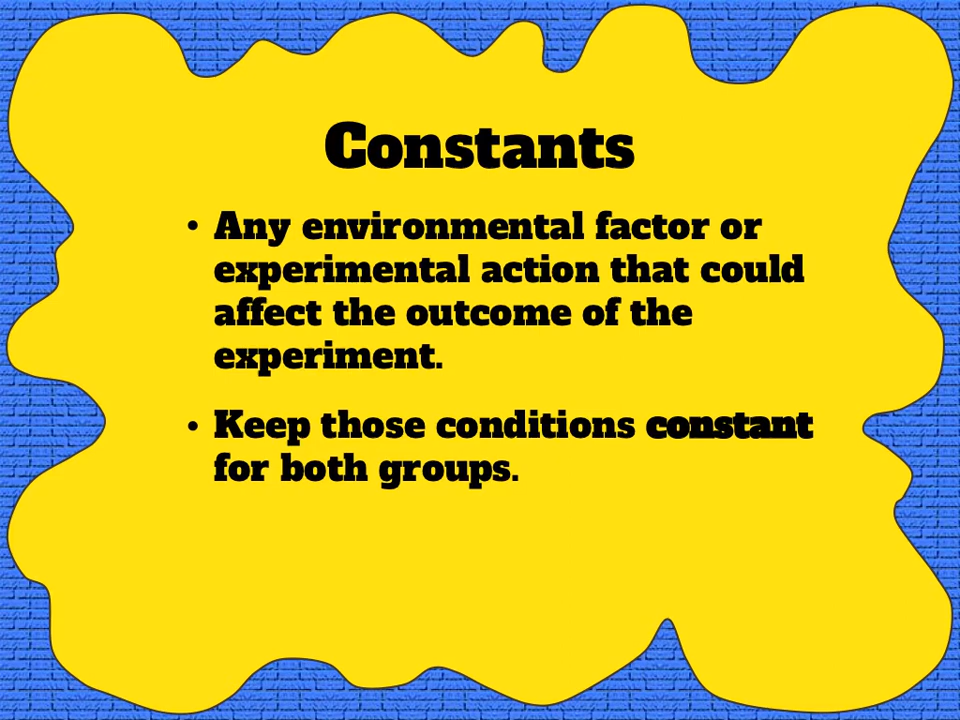 Constants
• Any environmental factor or
experimental action that could
affect the outcome of the
experiment.
• Keep those conditions constant
for both groups.